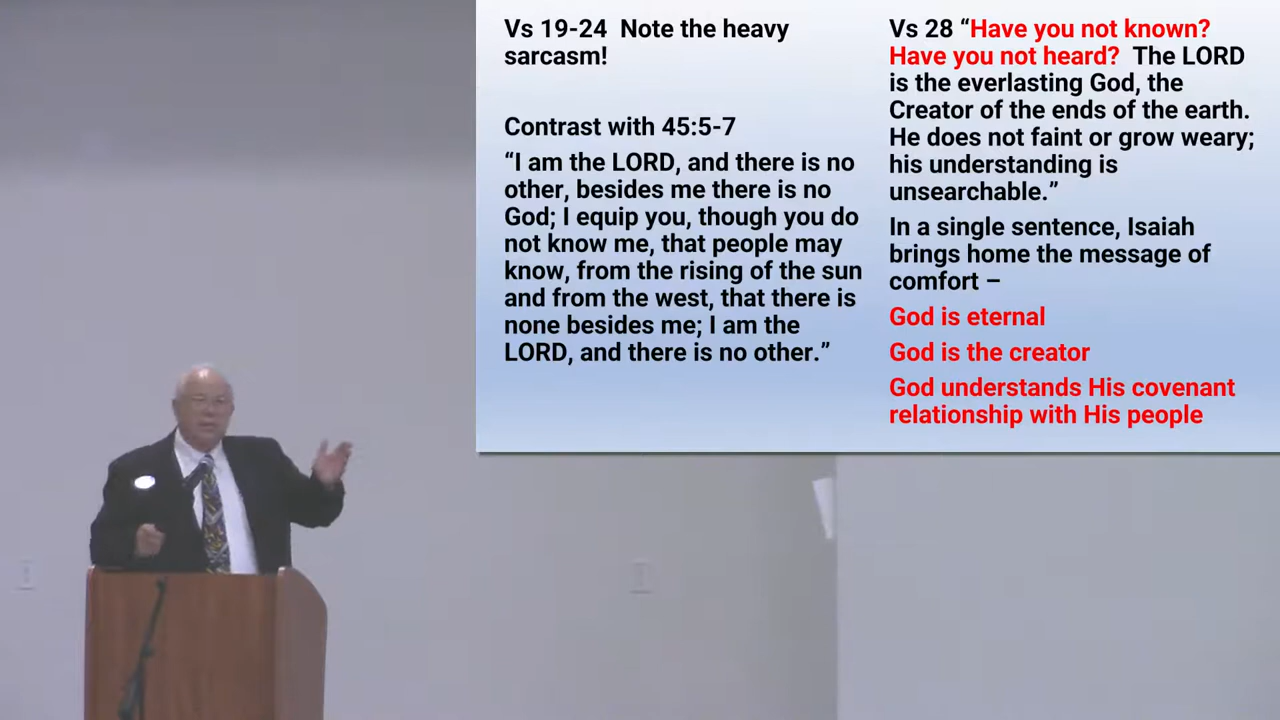 Vs 19-24  Note the heavy
sarcasm!
Contrast with 45:5-7
“I am the LORD, and there is no
other, besides me there is no
God; I equip you, though you do
not know me, that people may
know, from the rising of the sun
and from the west, that there is
none besides me; I am the
LORD, and there is no other.”
Vs 28 “Have you not known?
Have you not heard?  The LORD
is the everlasting God, the
Creator of the ends of the earth.
He does not faint or grow weary;
his understanding is
unsearchable.”
In a single sentence, Isaiah
brings home the message of
comfort –
God is eternal
God is the creator
God understands His covenant
relationship with His people